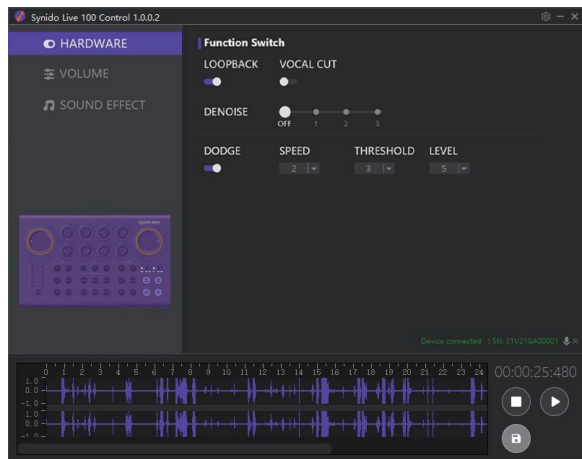 Synido Live 100 Control 1.0.0.2
HARDWARE
VOLUME
SOUND EFFECT
Function Switch
LOOPBACK VOCAL CUT
DENOISE
OFF 1 2 3
DODGE SPEED THRESHOLD LEVEL
2 3 5
Device connected | SN: 21V21GA00001
0 1 2 3 4 5 6 7 8 9 10 11 12 13 14 15 16 17 18 19 20 21 22 23 24
1.0
-1.0
1.0
-1.0
00:00:25:480